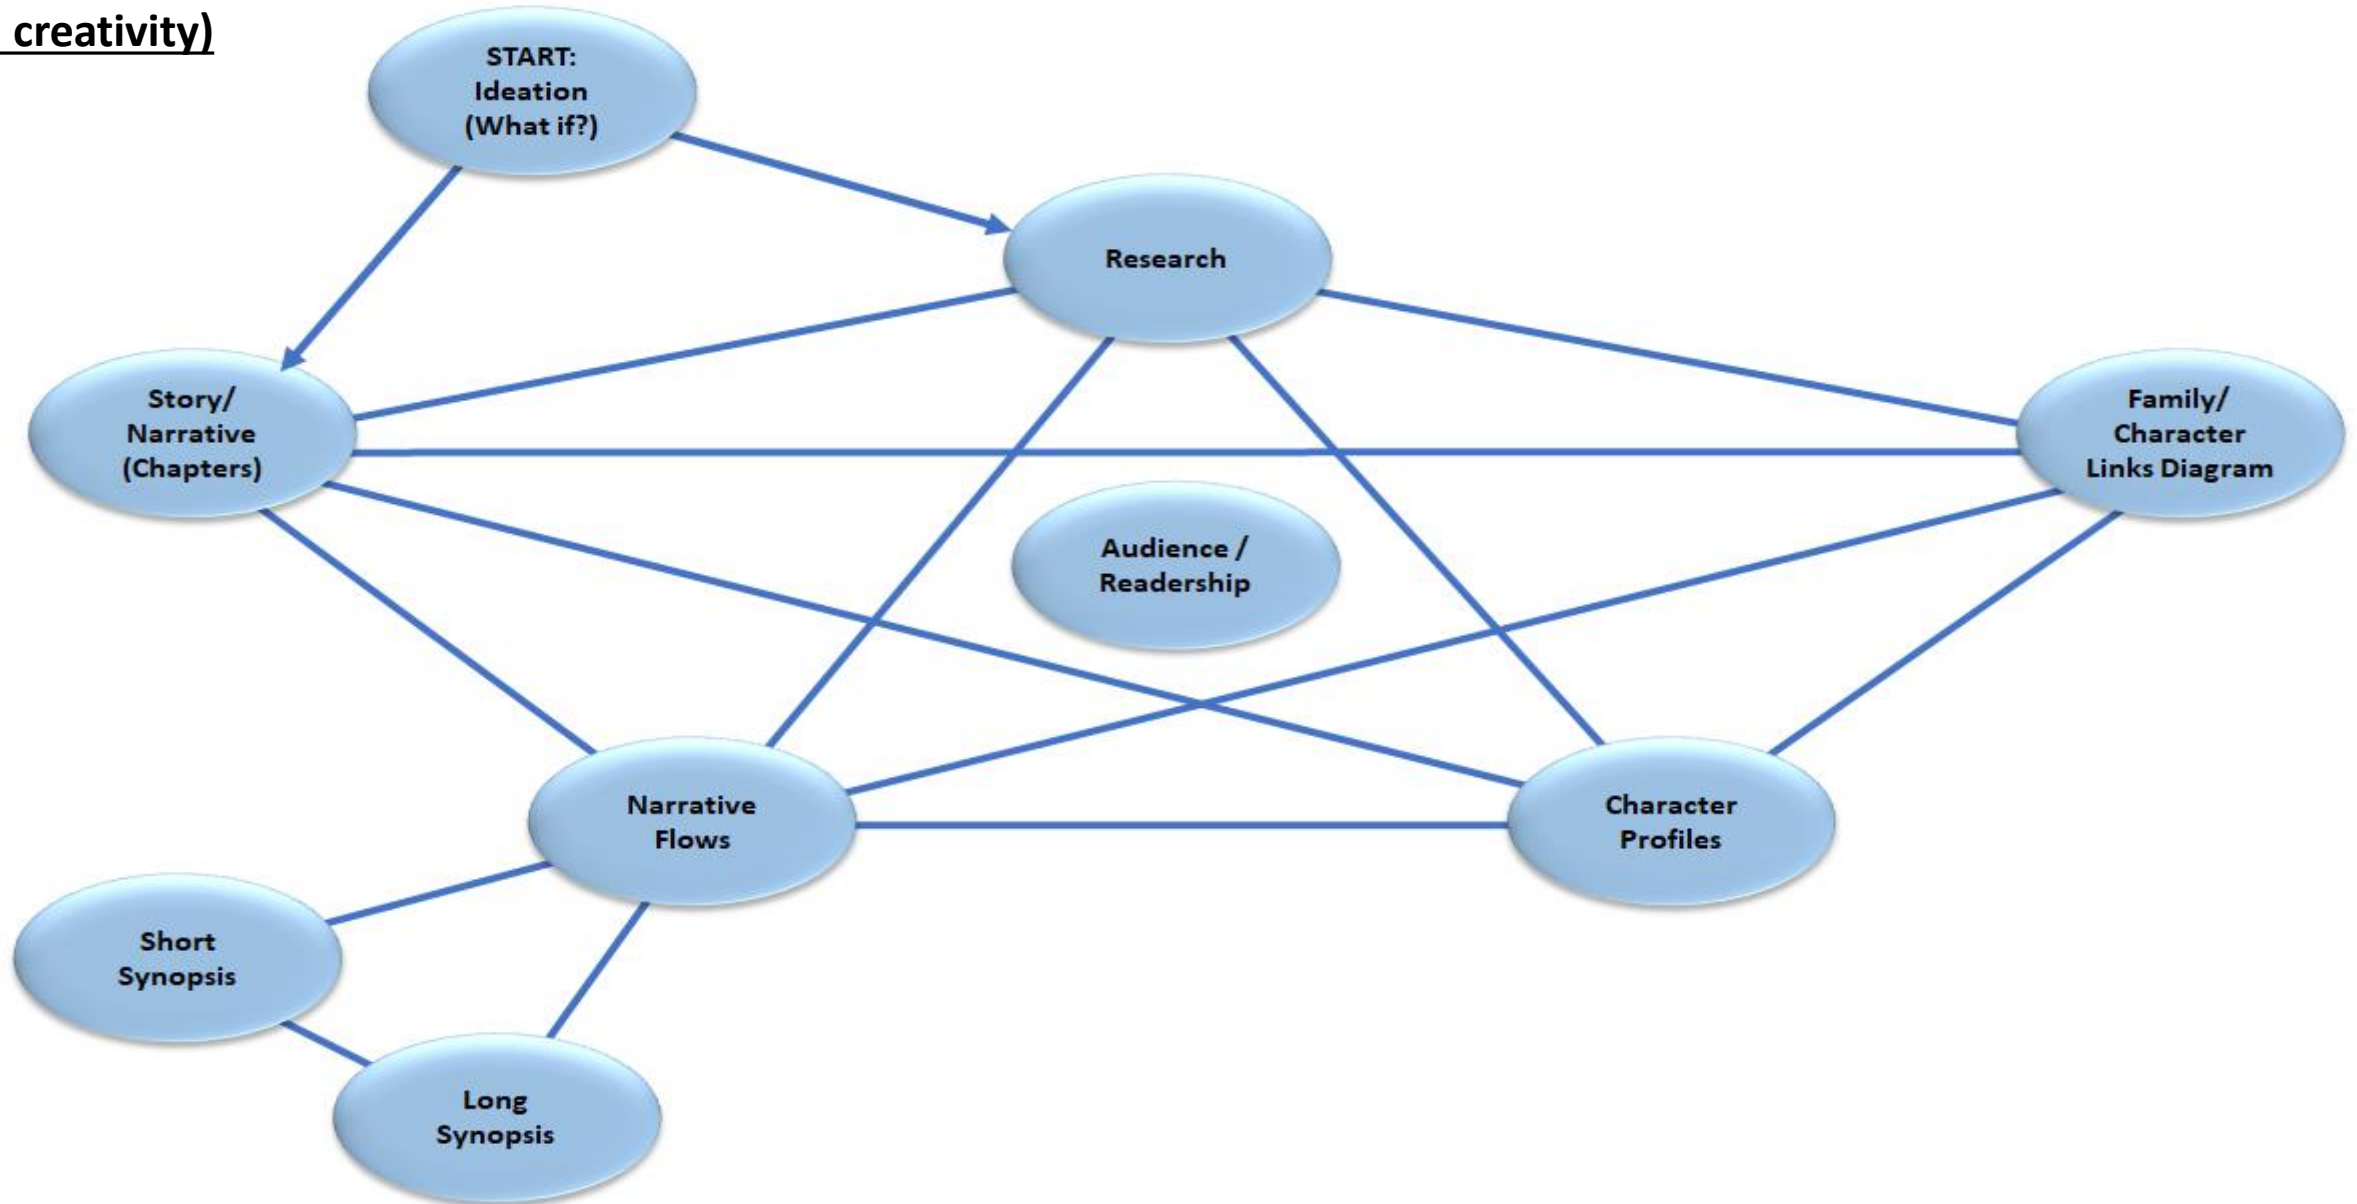 creativity)
START:
Ideation
(What if?)
Research
Story/
Narrative
(Chapters)
Family/
Character
Links Diagram
Audience /
Readership
Narrative
Flows
Character
Profiles
Short
Synopsis
Long
Synopsis